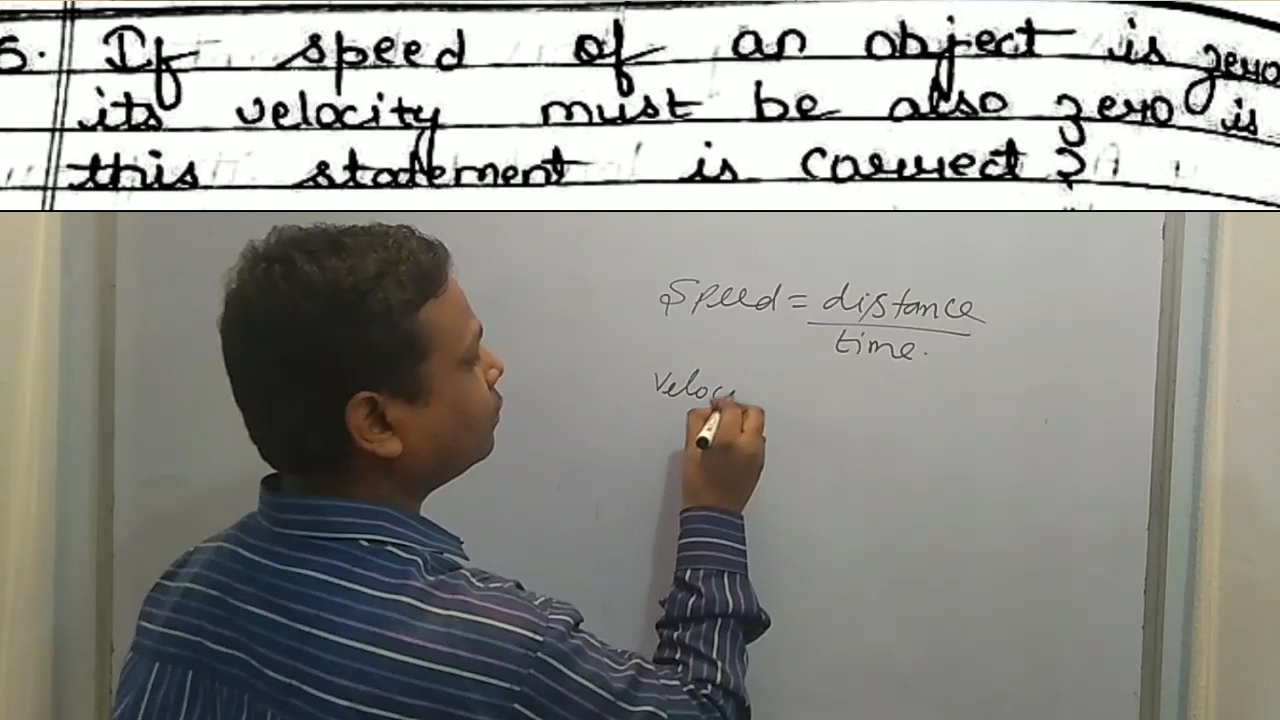 5. If speed of an object is zero
its velocity must be also zero is
this statement is correct?
Speed = distance
time.
Veloc